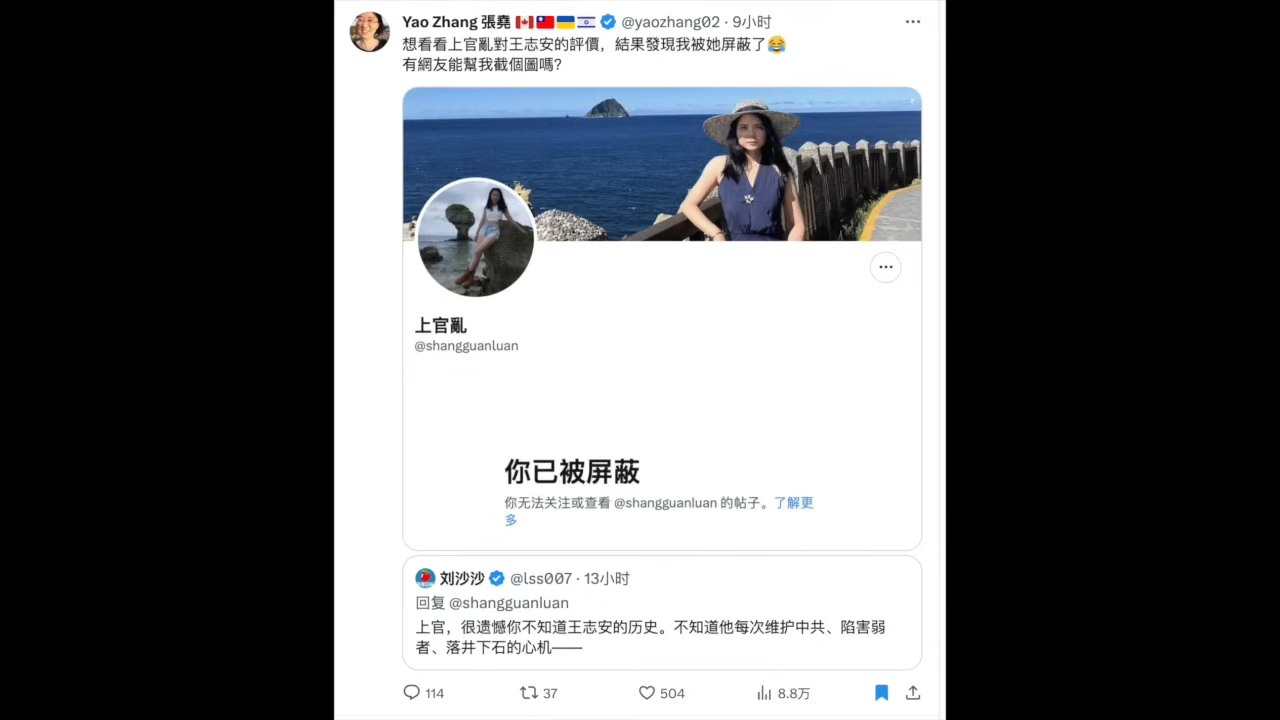 Yao Zhang 張堯 🇨🇦🇹🇼🇺🇦🇮🇱 @yaozhang02 · 9小时
想看看上官亂對王志安的評價，結果發現我被她屏蔽了😂
有網友能幫我截個圖嗎？
上官亂
@shangguanluan
你已被屏蔽
你无法关注或查看 @shangguanluan 的帖子。了解更
多
刘沙沙 @lss007 · 13小时
回复 @shangguanluan
上官，很遗憾你不知道王志安的历史。不知道他每次维护中共、陷害弱
者、落井下石的心机——
114 37 504 8.8万